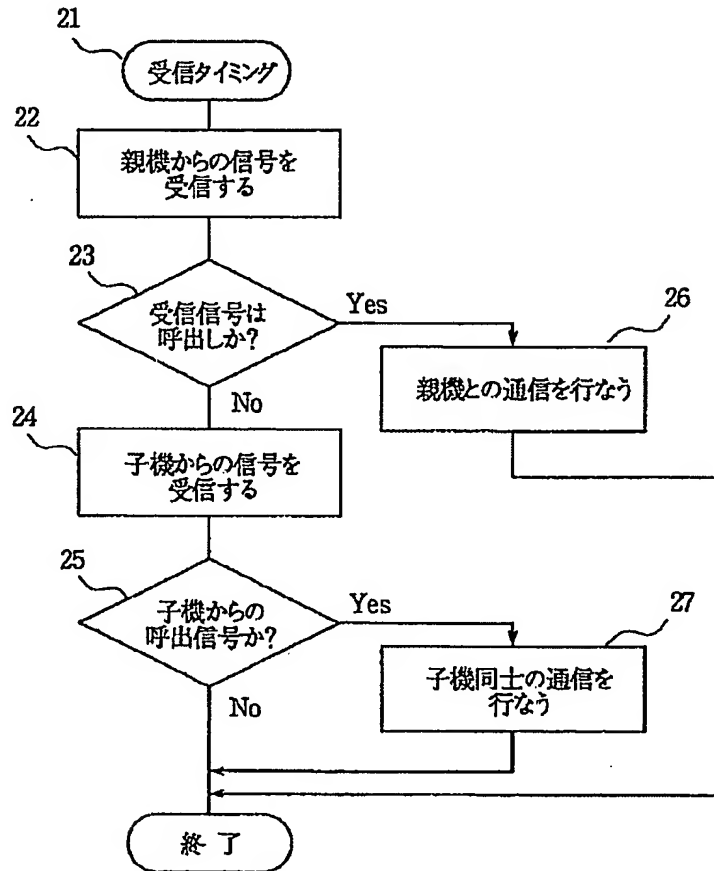 21
受信タイミング
22
親機からの信号を
受信する
23
受信信号は
呼出しか?
Yes
26
親機との通信を行なう
No
24
子機からの信号を
受信する
25
子機からの
呼出信号か?
Yes
27
子機同士の通信を
行なう
No
終了